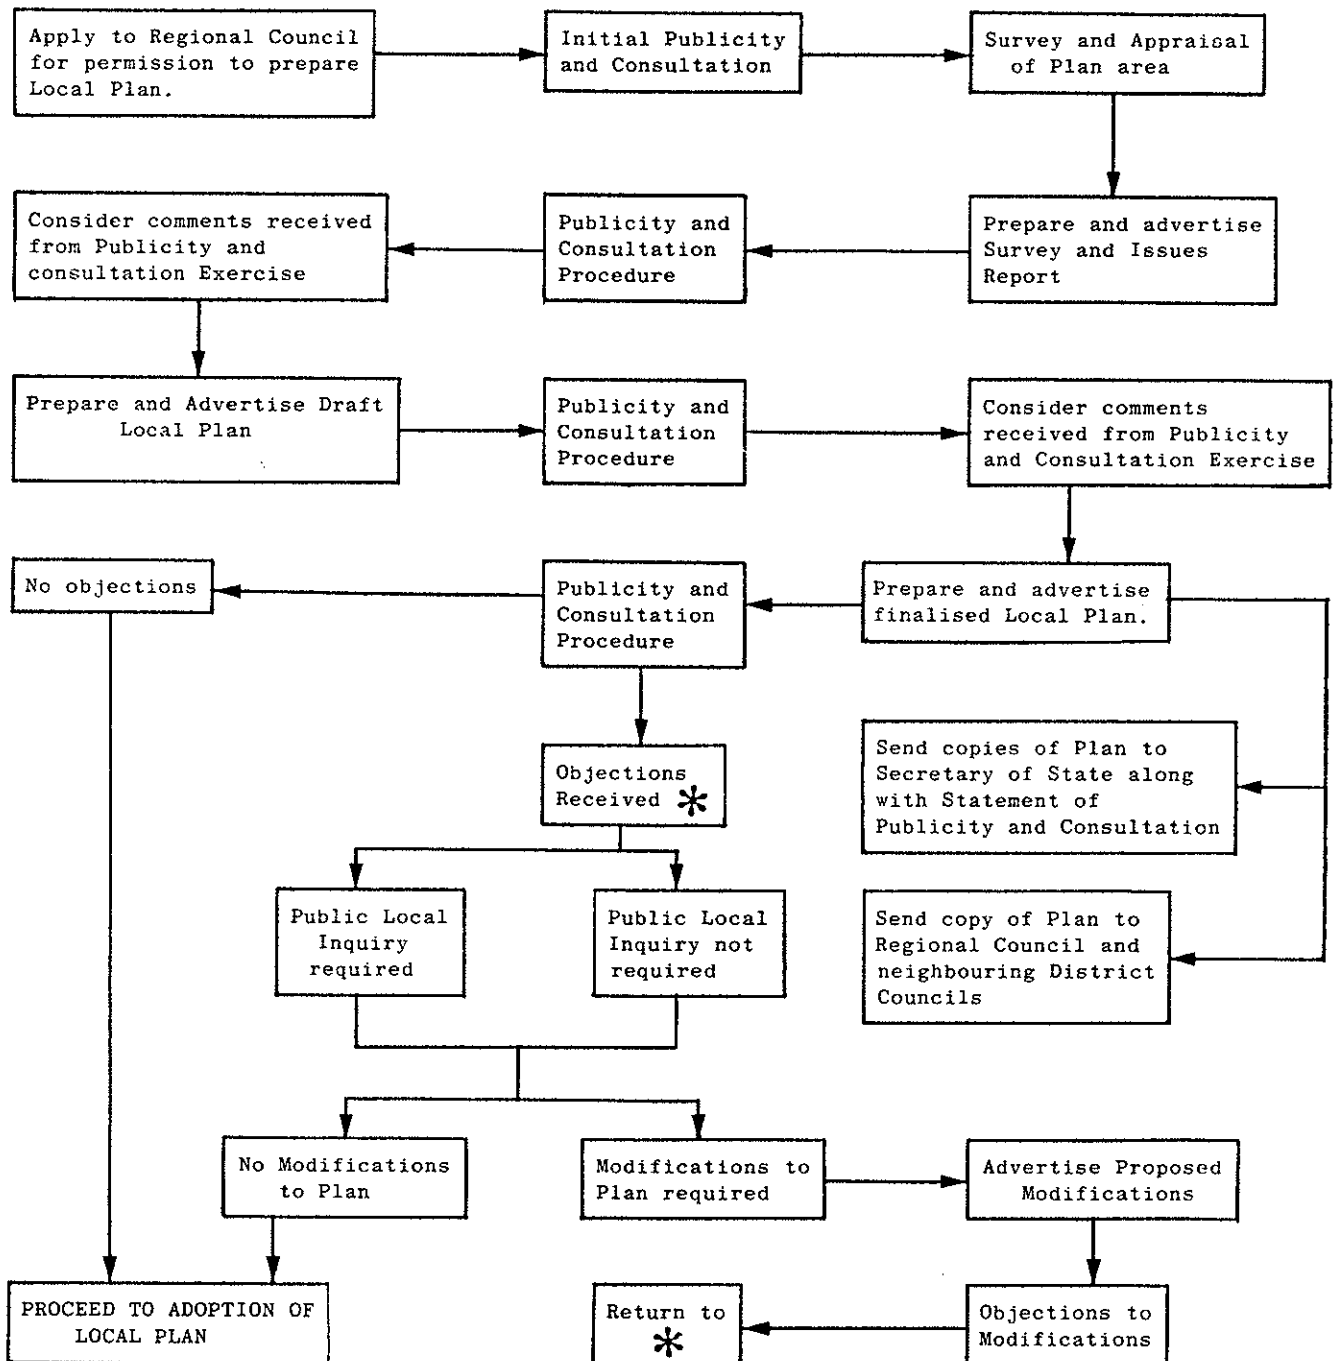 Apply to Regional Council
for permission to prepare
Local Plan.
Initial Publicity
and Consultation
Survey and Appraisal
of Plan area
Consider comments received
from Publicity and
consultation Exercise
Publicity and
Consultation
Procedure
Prepare and advertise
Survey and Issues
Report
Prepare and Advertise Draft
Local Plan
Publicity and
Consultation
Procedure
Consider comments
received from Publicity
and Consultation Exercise
No objections
Publicity and
Consultation
Procedure
Prepare and advertise
finalised Local Plan.
Objections
Received *
Send copies of Plan to
Secretary of State along
with Statement of
Publicity and Consultation
Public Local
Inquiry
required
Public Local
Inquiry not
required
Send copy of Plan to
Regional Council and
neighbouring District
Councils
No Modifications
to Plan
Modifications to
Plan required
Advertise Proposed
Modifications
PROCEED TO ADOPTION OF
LOCAL PLAN
Return to
*
Objections to
Modifications